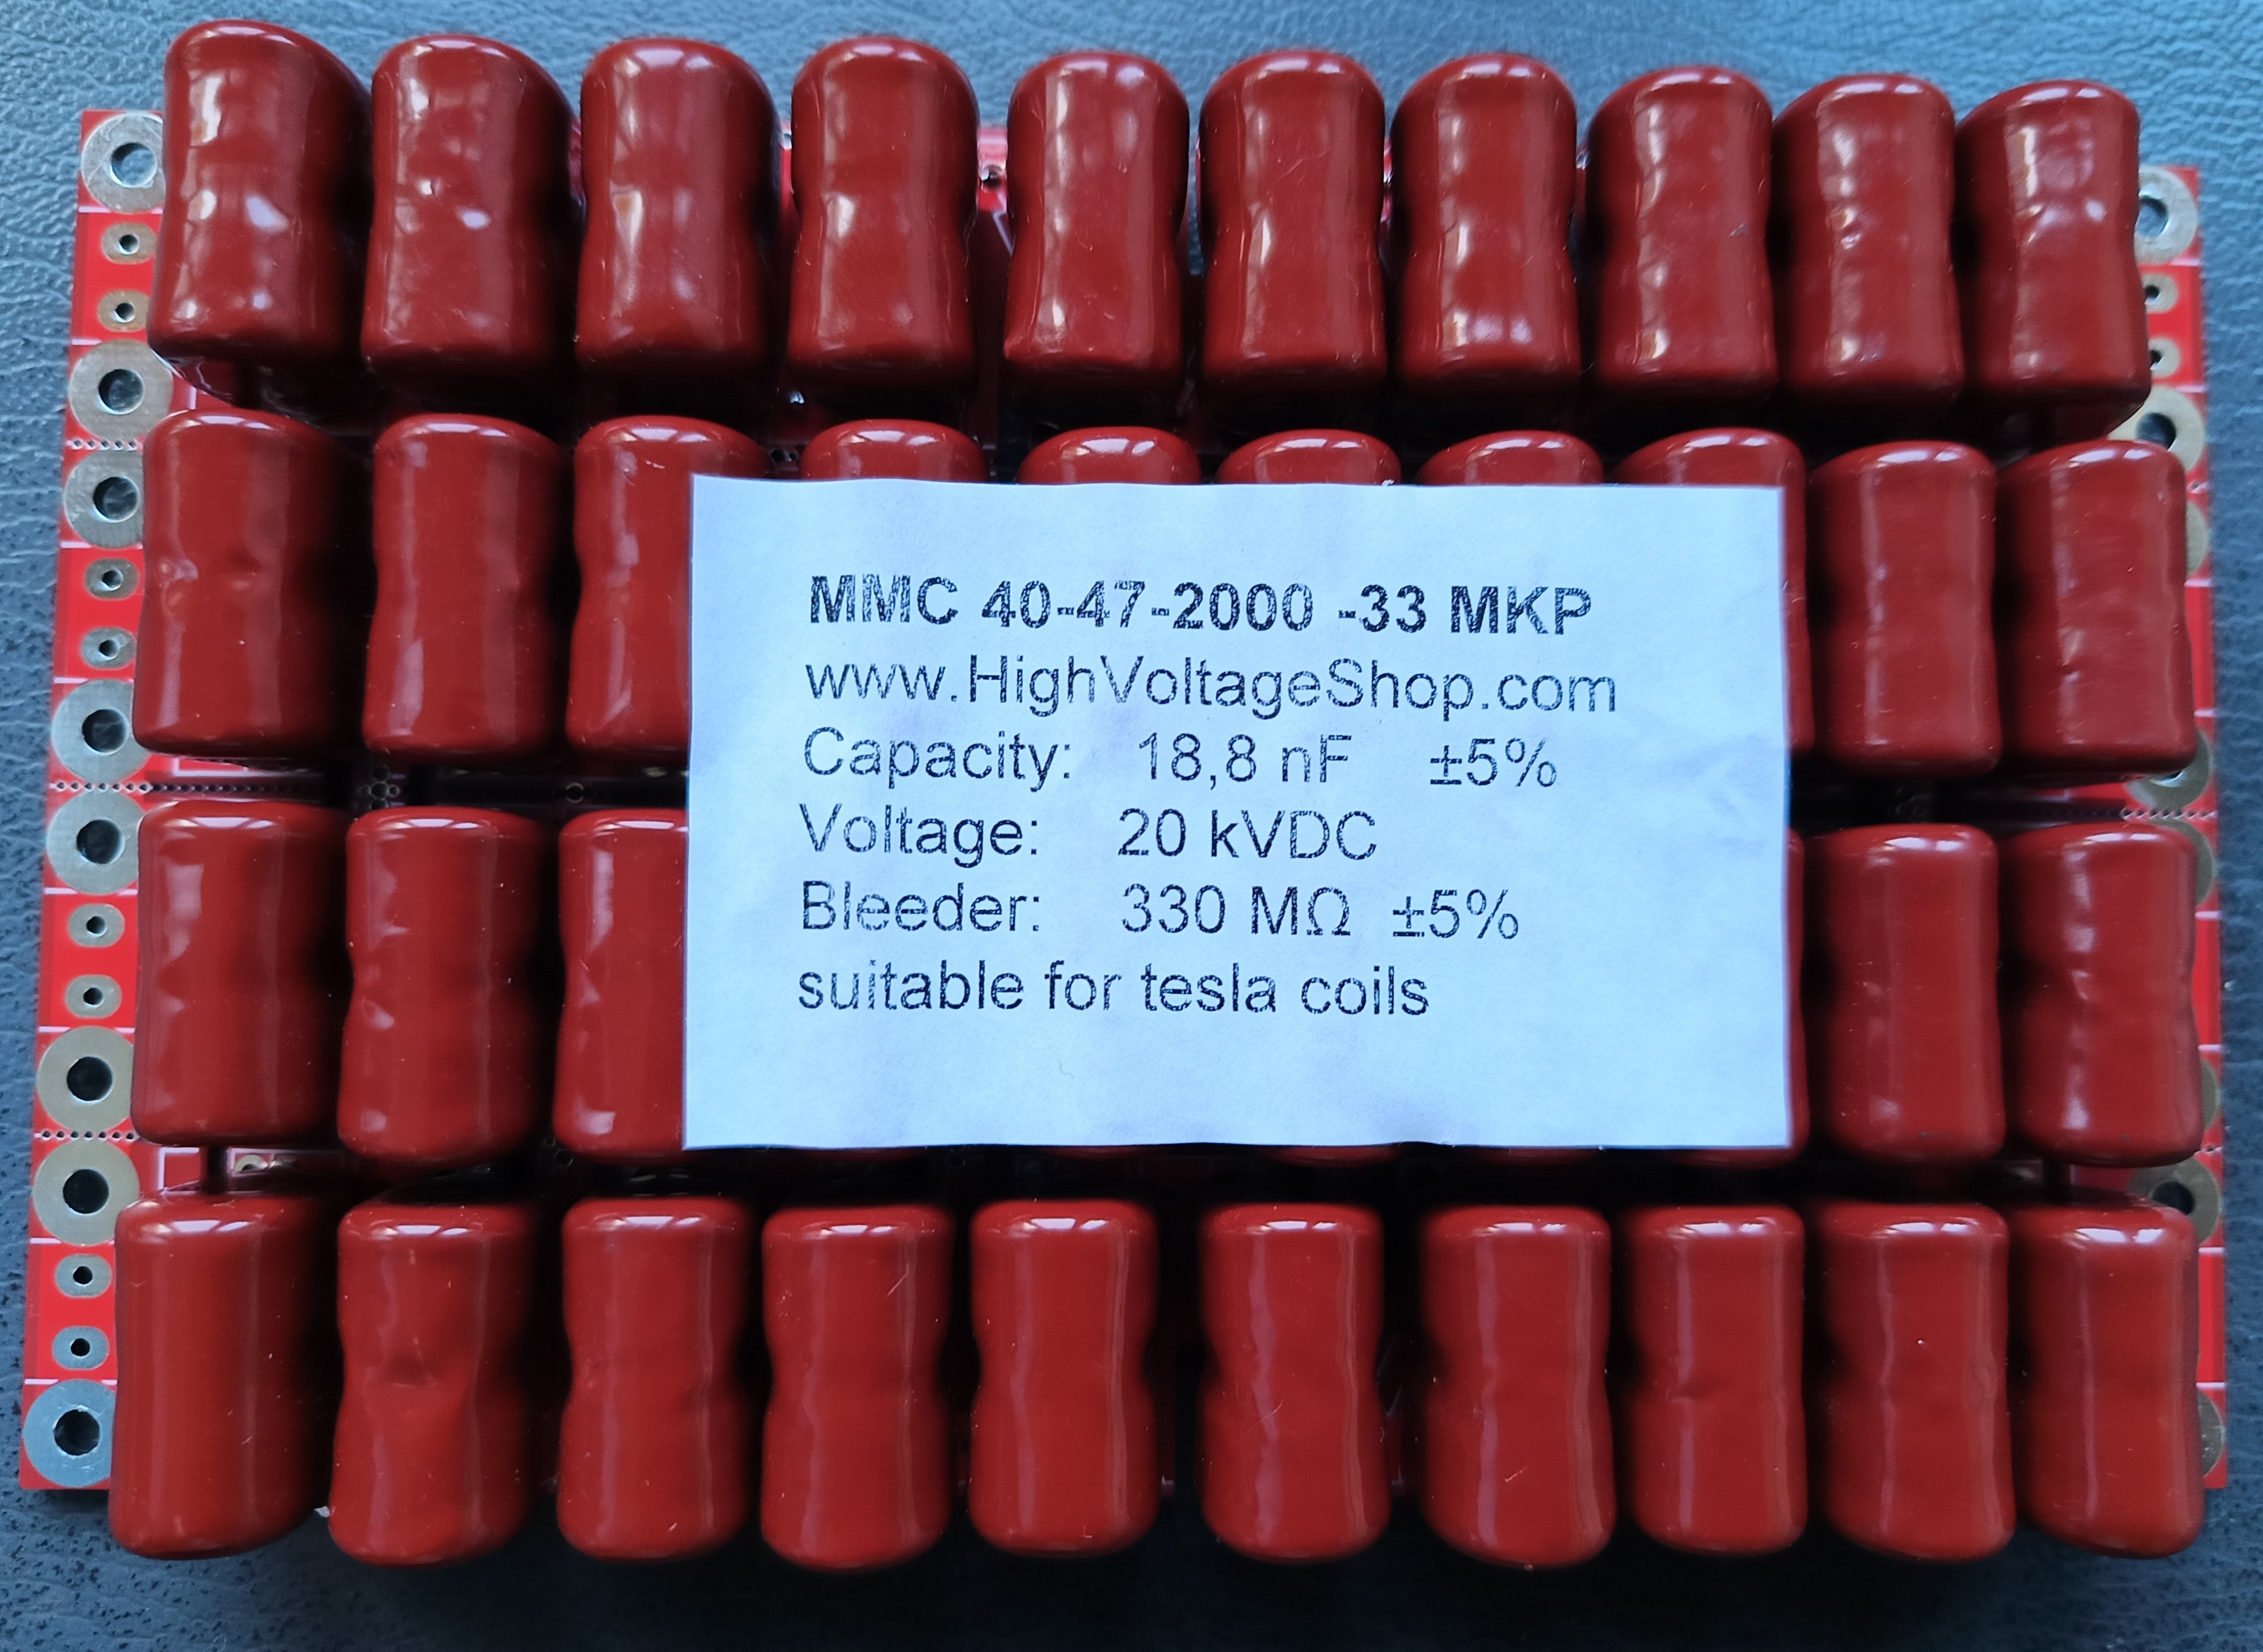 MMC 40-47-2000 -33 MKP
www.HighVoltageShop.com
Capacity: 18,8 nF ±5%
Voltage: 20 kVDC
Bleeder: 330 MΩ ±5%
suitable for tesla coils